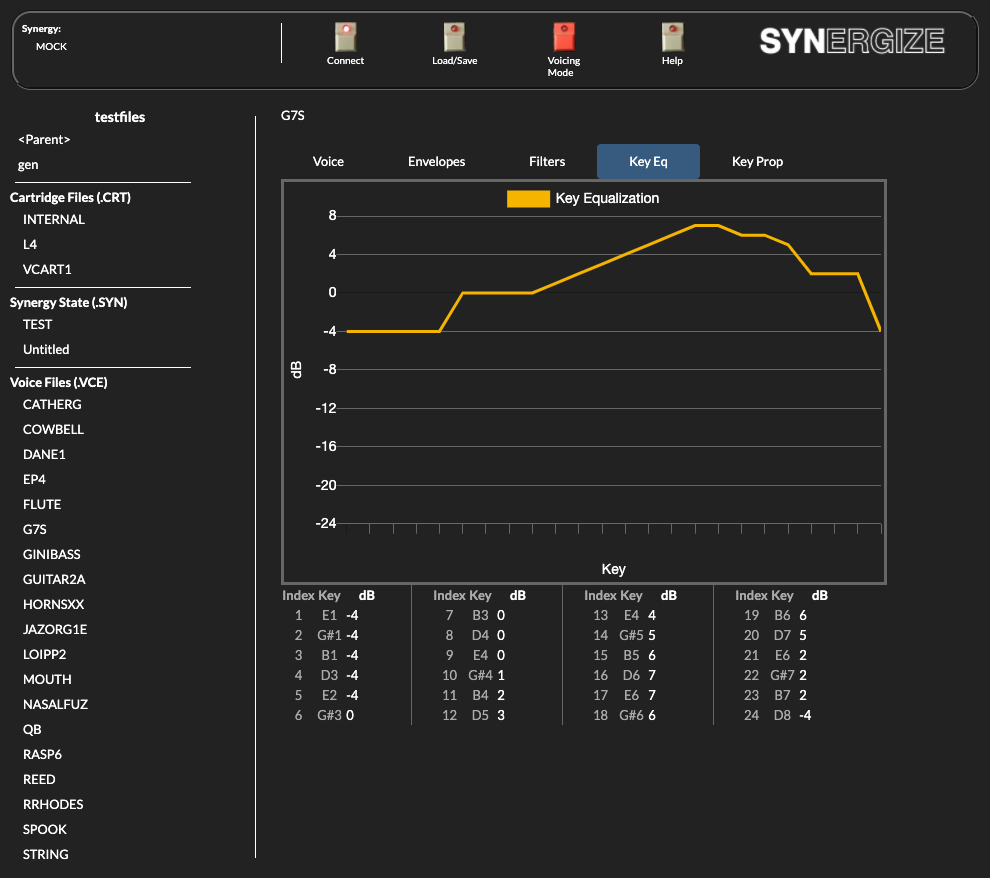 Synergy:
MOCK
Connect
Load/Save
Voicing
Mode
Help
SYNERGIZE
testfiles
<Parent>
gen
Cartridge Files (.CRT)
INTERNAL
L4
VCART1
Synergy State (.SYN)
TEST
Untitled
Voice Files (.VCE)
CATHERG
COWBELL
DANE1
EP4
FLUTE
G7S
GINIBASS
GUITAR2A
HORNSXX
JAZORG1E
LOIPP2
MOUTH
NASALFUZ
QB
RASP6
REED
RRHODES
SPOOK
STRING
G7S
Voice Envelopes Filters Key Eq Key Prop
Key Equalization
8
4
0
-4
-8
-12
-16
-20
-24
dB
Key
Index Key dB Index Key dB Index Key dB Index Key dB
1 E1 -4 7 B3 0 13 E4 4 19 B6 6
2 G#1 -4 8 D4 0 14 G#5 5 20 D7 5
3 B1 -4 9 E4 0 15 B5 6 21 E6 2
4 D3 -4 10 G#4 1 16 D6 7 22 G#7 2
5 E2 -4 11 B4 2 17 E6 7 23 B7 2
6 G#3 0 12 D5 3 18 G#6 6 24 D8 -4